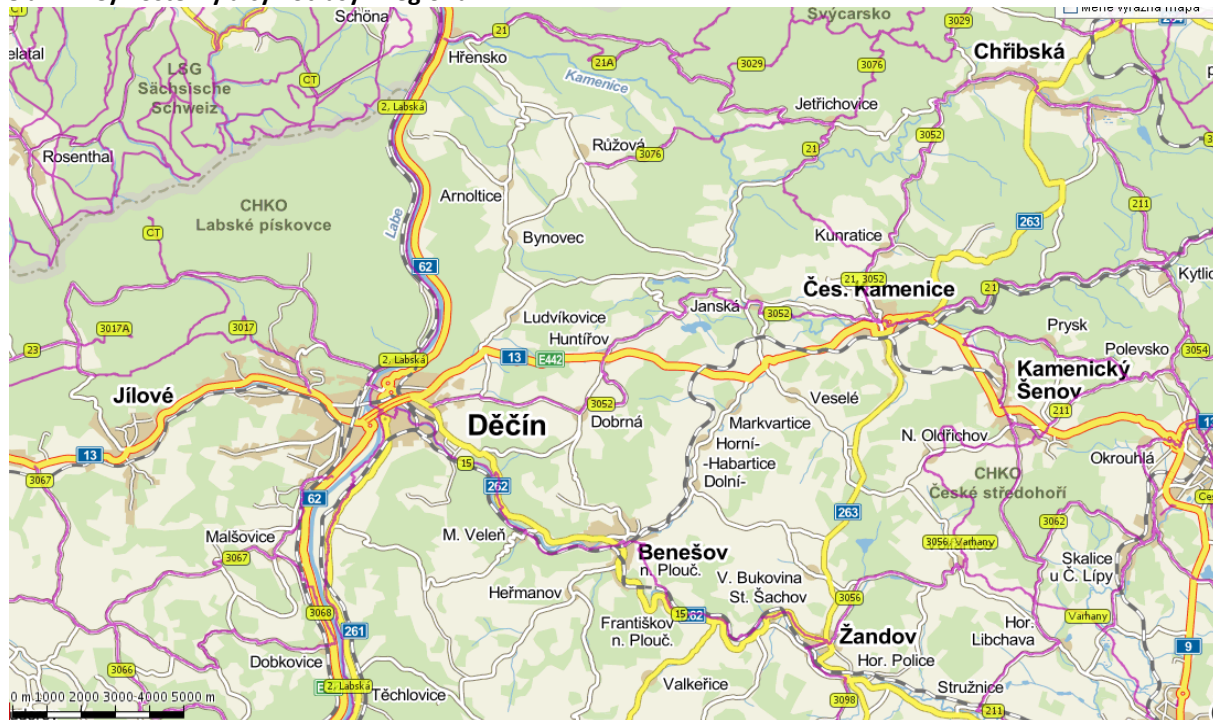 CT
Schöna
21
Švýcarsko
3029
Méně výrazná mapa
Hřensko
21A
3029
3076
Chřibská
LSG
Sächsische
Schweiz
CT
Kamenice
2, Labská
Jetřichovice
3052
Rosenthal
Růžová
3076
21
Arnoltice
211
CHKO
Labské pískovce
Labe
CT
Bynovec
Kunratice
263
62
21, 3052
Čes. Kamenice
21
Kytlic
Janská
3052
3017A
3017
Ludvíkovice
Huntířov
Prysk
23
2, Labská
13
E442
Polevsko
3054
Jílové
Kamenický
Šenov
3052
Dobrná
Veselé
211
Děčín
Markvartice
Horní-
-Habartice
Dolní-
N. Oldřichov
13
Okrouhlá
13
3067
15
262
62
CHKO
České středohoří
263
Malšovice
3067
M. Veleň
3056, Varhany
3062
Benešov
n. Plouč.
Skalice
u Č. Lípy
V. Bukovina
St. Šachov
Heřmanov
3056
3068
261
Františkov
n. Plouč.
15
262
Varhany
Žandov
Hor.
Libchava
Dobkovice
Hor. Police
9
3066
2, Labská
Těchlovice
Valkeřice
Stružnice
3098
211
0 m 1000 2000 3000 4000 5000 m